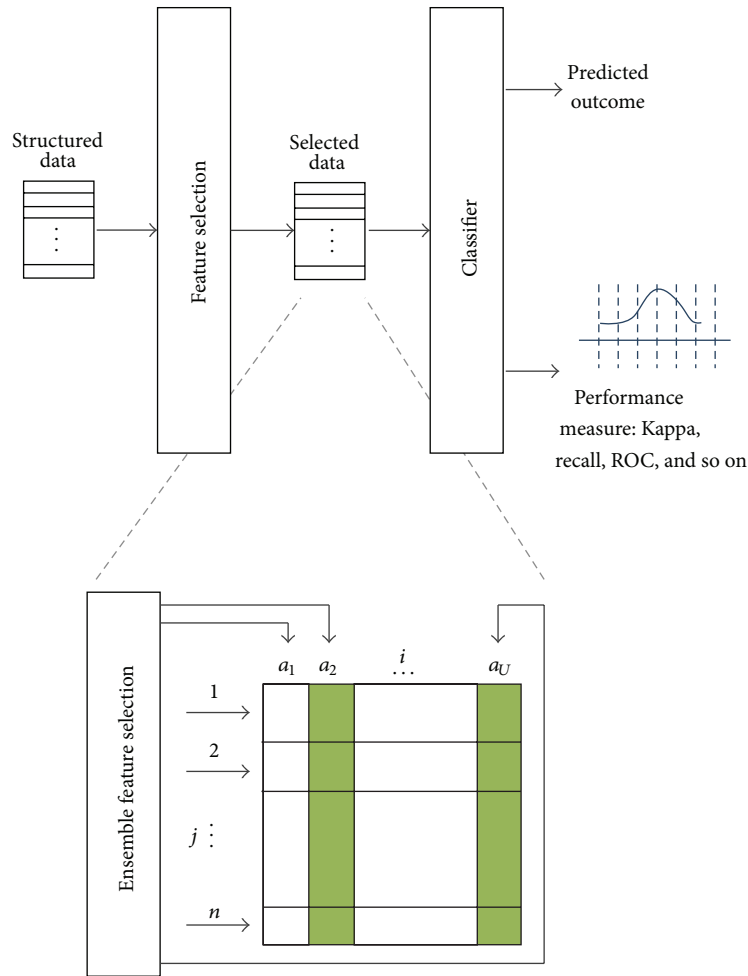 Structured
data
⋮
Feature selection
Selected
data
⋮
Classifier
Predicted
outcome
Performance
measure: Kappa,
recall, ROC, and so on
Ensemble feature selection
a1 a2 i ... aU
1
2
j ⋮
n